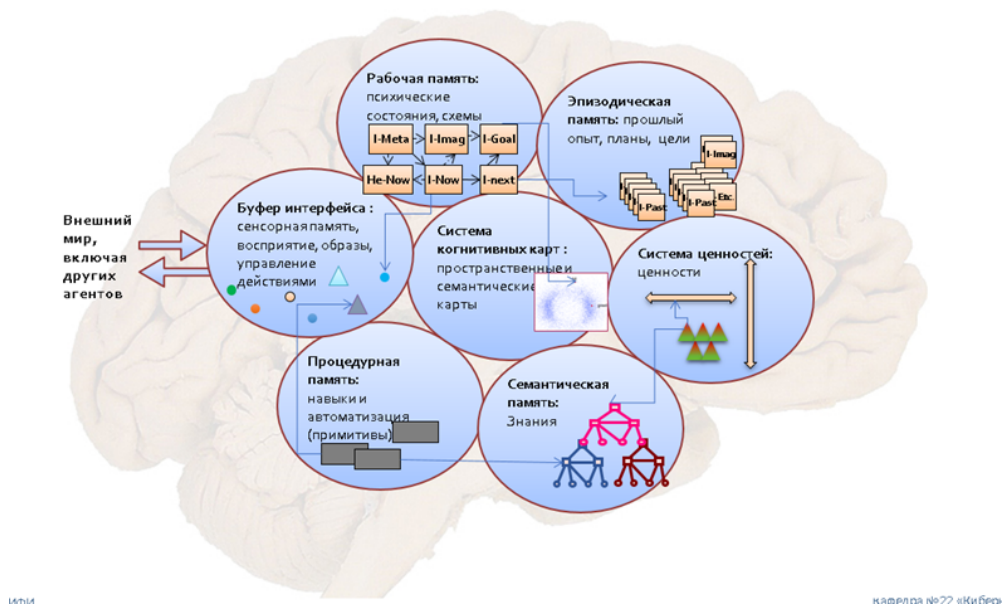 Рабочая память:
психические
состояния, схемы
I-Meta
I-Imag
I-Goal
He-Now
I-Now
I-next
Эпизодическая
память: прошлый
опыт, планы, цели
I-Imag
I-Past
I-Past
Etc.
Внешний
мир,
включая
других
агентов
Буфер интерфейса :
сенсорная память,
восприятие, образы,
управление
действиями
Система
когнитивных карт :
пространственные и
семантические
карты
Система ценностей:
ценности
Процедурная
память:
навыки и
автоматизация
(примитивы)
Семантическая
память:
Знания
кафедра №22 «Киберн